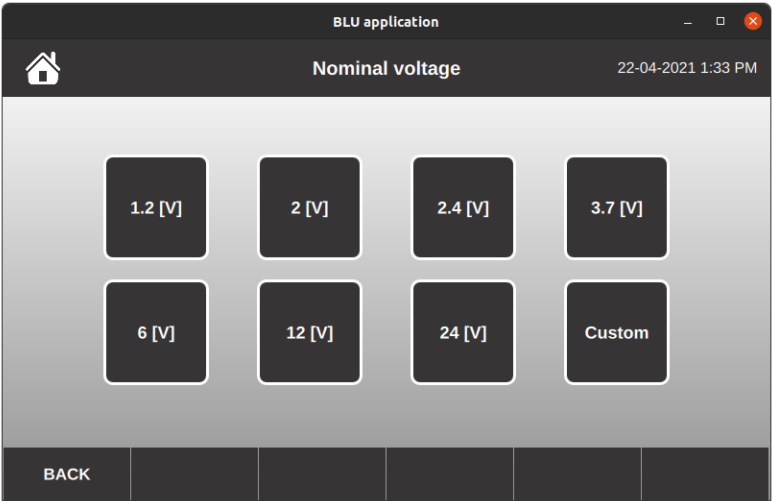 BLU application
Nominal voltage
22-04-2021 1:33 PM
1.2 [V]
2 [V]
2.4 [V]
3.7 [V]
6 [V]
12 [V]
24 [V]
Custom
BACK